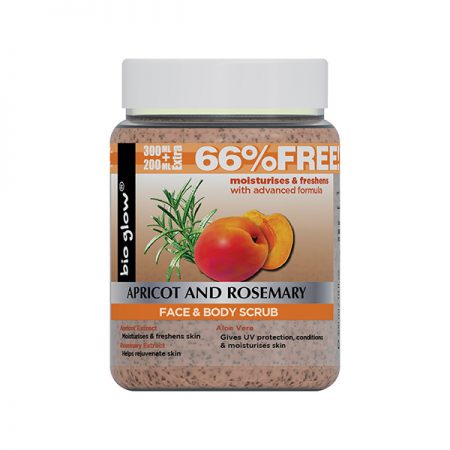 300 ML
+
200 ML
Extra
66%FREE!
moisturises & freshens
with advanced formula
bio glow®
APRICOT AND ROSEMARY
FACE & BODY SCRUB
Apricot Extract
Moisturises & freshens skin
Rosemary Extract
Helps rejuvenate skin
Aloe Vera
Gives UV protection, conditions
& moisturises skin